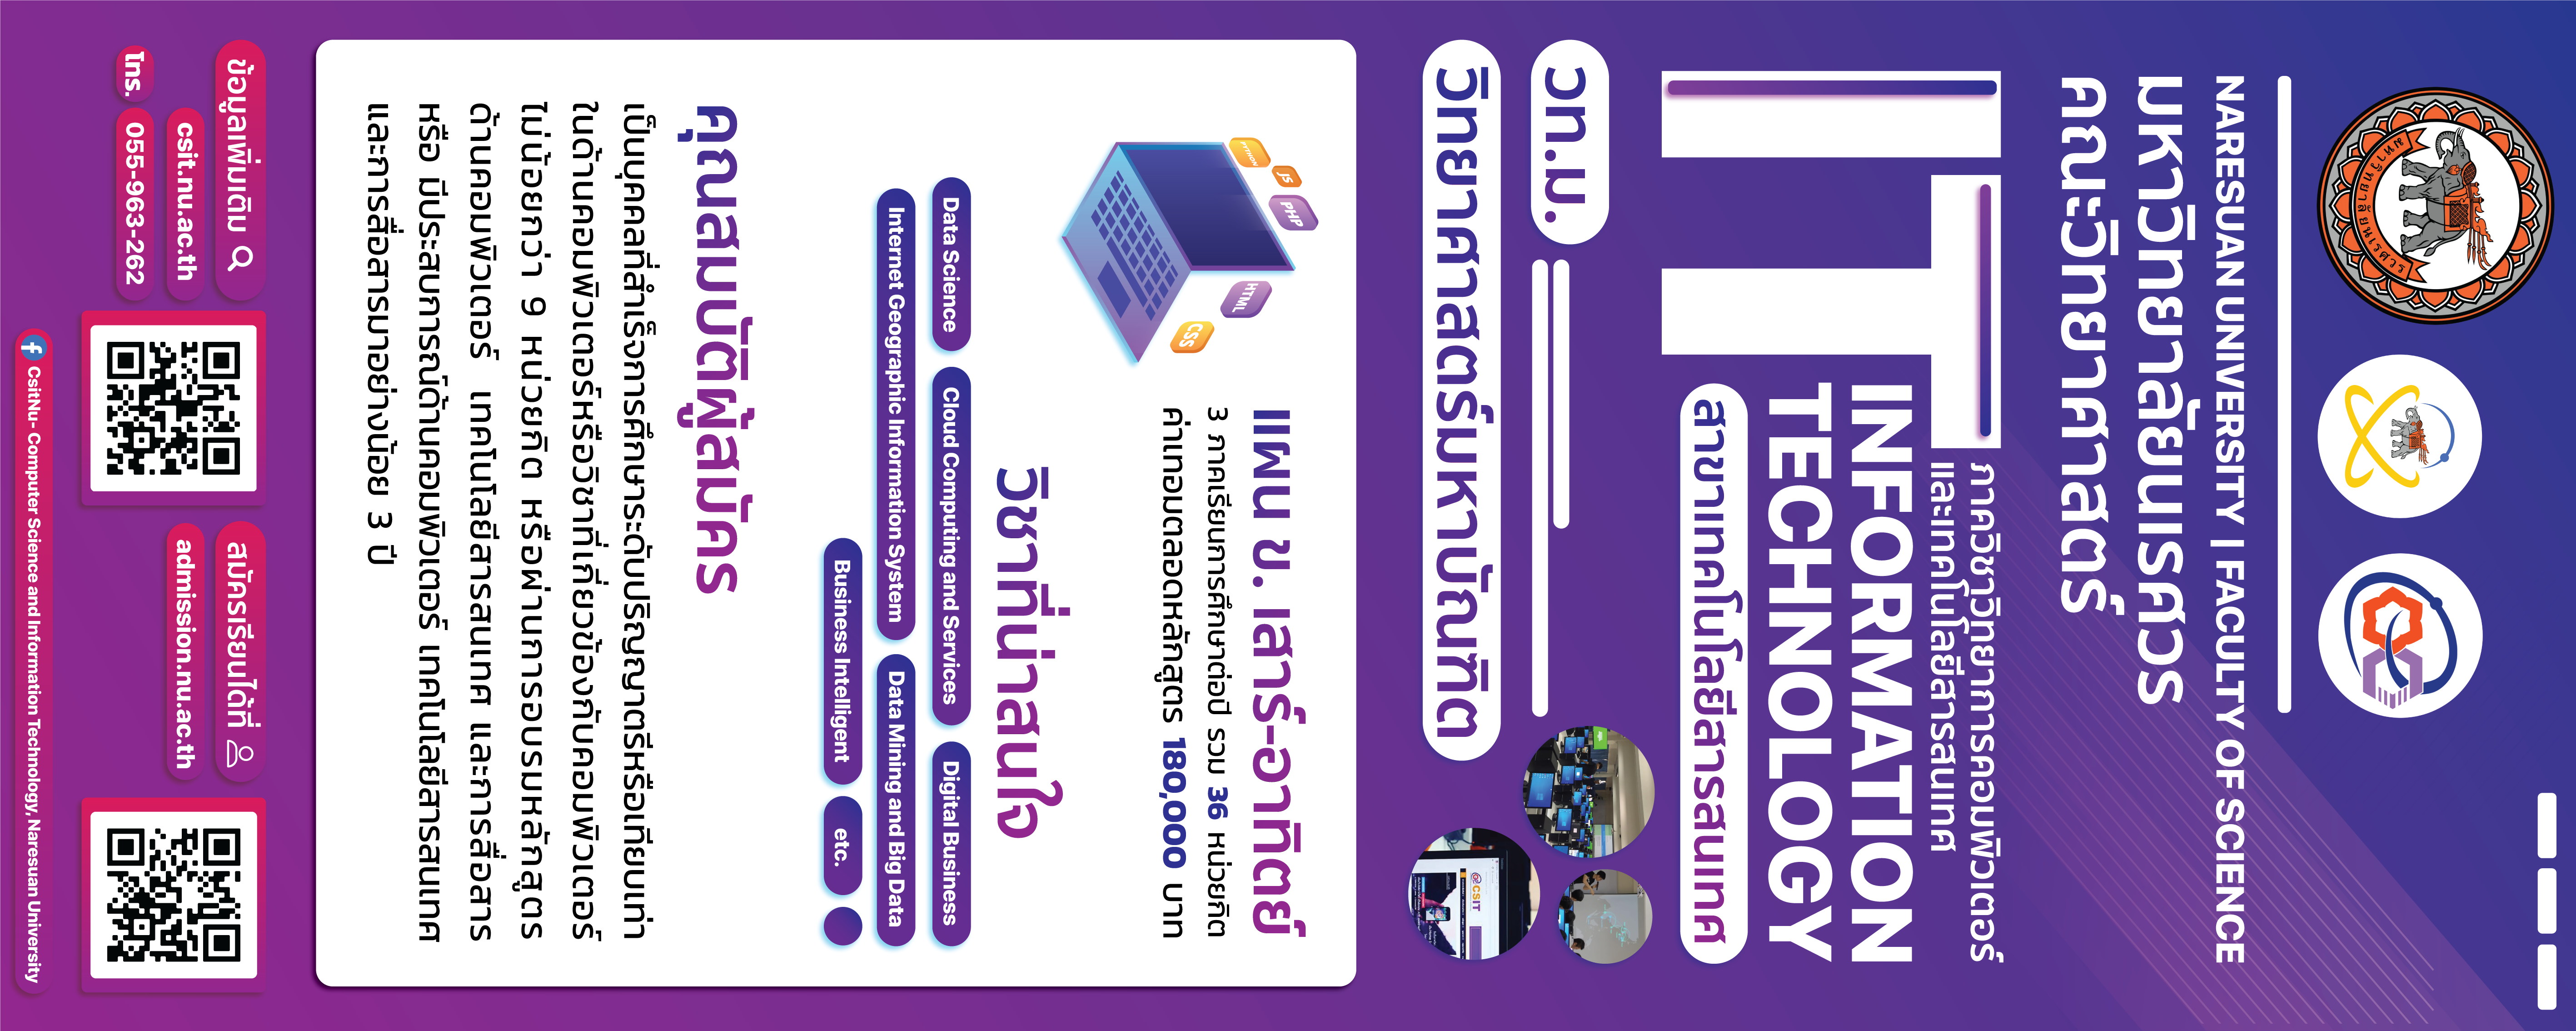 มหาวิทยาลัยนเรศวร
NARESUAN UNIVERSITY | FACULTY OF SCIENCE
มหาวิทยาลัยนเรศวร
คณะวิทยาศาสตร์
IT
ภาควิชาวิทยาการคอมพิวเตอร์
และเทคโนโลยีสารสนเทศ
INFORMATION
TECHNOLOGY
สาขาเทคโนโลยีสารสนเทศ
วท.ม.
วิทยาศาสตร์มหาบัณฑิต
CSIT
PYTHON
JS
PHP
HTML
CSS
แผน ข. เสาร์-อาทิตย์
3 ภาคเรียนการศึกษาต่อปี รวม 36 หน่วยกิต
ค่าเทอมตลอดหลักสูตร 180,000 บาท
วิชาที่น่าสนใจ
Data Science
Cloud Computing and Services
Digital Business
Internet Geographic Information System
Data Mining and Big Data
Business Intelligent
etc.
คุณสมบัติผู้สมัคร
เป็นบุคคลที่สำเร็จการศึกษาระดับปริญญาตรีหรือเทียบเท่า
ในด้านคอมพิวเตอร์หรือวิชาที่เกี่ยวข้องกับคอมพิวเตอร์
ไม่น้อยกว่า 9 หน่วยกิต หรือผ่านการอบรมหลักสูตร
ด้านคอมพิวเตอร์ เทคโนโลยีสารสนเทศ และการสื่อสาร
หรือ มีประสบการณ์ด้านคอมพิวเตอร์ เทคโนโลยีสารสนเทศ
และการสื่อสารมาอย่างน้อย 3 ปี
ข้อมูลเพิ่มเติม
csit.nu.ac.th
โทร. 055-963-262
สมัครเรียนได้ที่
admission.nu.ac.th
CsitNu- Computer Science and Information Technology, Naresuan University